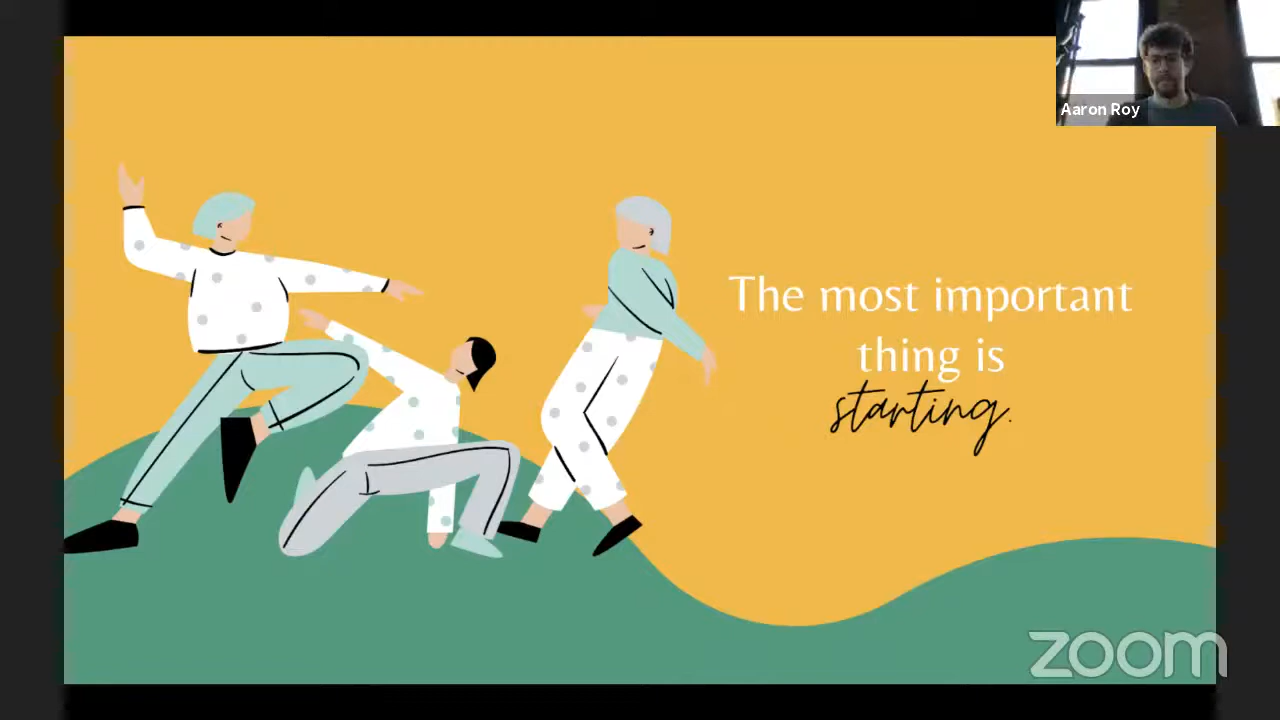 Aaron Roy
The most important
thing is
starting.
zoom